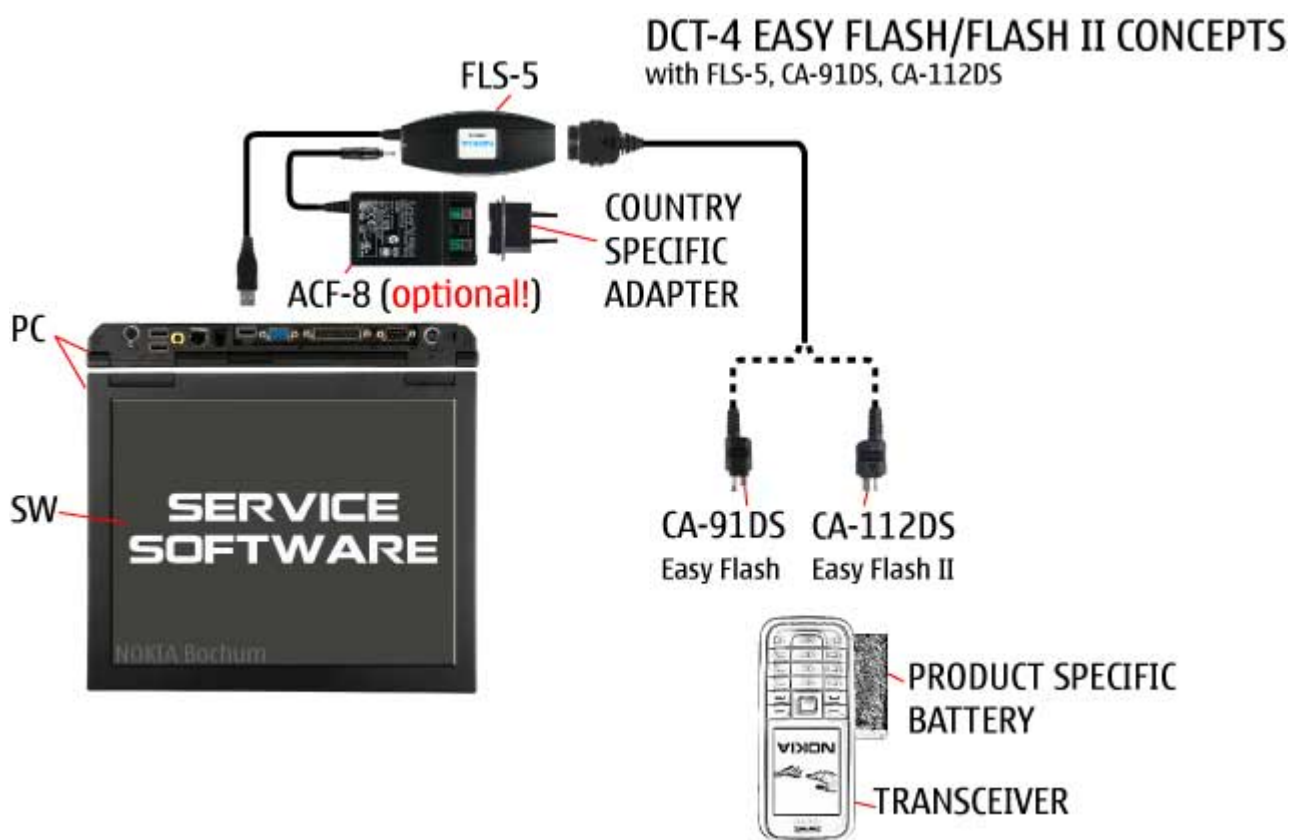 DCT-4 EASY FLASH/FLASH II CONCEPTS
with FLS-5, CA-91DS, CA-112DS
FLS-5
NOKIA
COUNTRY
SPECIFIC
ADAPTER
ACF-8 (optional!)
PC
SW
SERVICE
SOFTWARE
NOKIA Bochum
CA-91DS
Easy Flash
CA-112DS
Easy Flash II
PRODUCT SPECIFIC
BATTERY
NOKIA
TRANSCEIVER